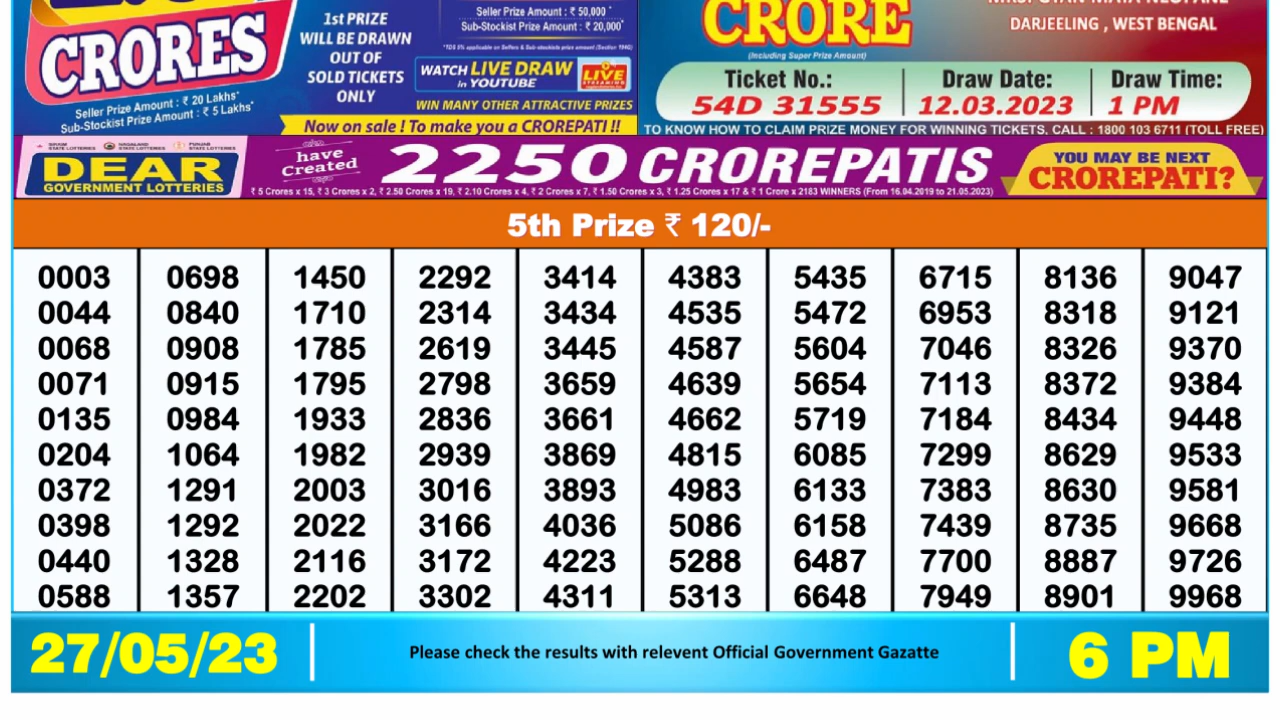 CRORES
Seller Prize Amount : ₹ 20 Lakhs*
Sub-Stockist Prize Amount : ₹ 5 Lakhs*
1st PRIZE
WILL BE DRAWN
OUT OF
SOLD TICKETS
ONLY
Seller Prize Amount : ₹ 50,000 *
Sub-Stockist Prize Amount : ₹ 20,000*
WATCH LIVE DRAW
in YOUTUBE
LIVE
STREAMING
WIN MANY OTHER ATTRACTIVE PRIZES
Now on sale ! To make you a CROREPATI !!
CRORE
(Including Super Prize Amount)
DARJEELING , WEST BENGAL
Ticket No.: Draw Date: Draw Time:
54D 31555 12.03.2023 1 PM
TO KNOW HOW TO CLAIM PRIZE MONEY FOR WINNING TICKETS. CALL : 1800 103 6711 (TOLL FREE)
DEAR
GOVERNMENT LOTTERIES
have
Created
2250 CROREPATIS
₹ 5 Crores x 15, ₹ 3 Crores x 2, ₹ 2.50 Crores x 19, ₹ 2.10 Crores x 4, ₹ 2 Crores x 7, ₹ 1.50 Crores x 3, ₹ 1.25 Crores x 17 & ₹ 1 Crore x 2183 WINNERS (From 16.04.2019 to 21.05.2023)
YOU MAY BE NEXT
CROREPATI?
5th Prize ₹ 120/-
0003 0698 1450 2292 3414 4383 5435 6715 8136 9047
0044 0840 1710 2314 3434 4535 5472 6953 8318 9121
0068 0908 1785 2619 3445 4587 5604 7046 8326 9370
0071 0915 1795 2798 3659 4639 5654 7113 8372 9384
0135 0984 1933 2836 3661 4662 5719 7184 8434 9448
0204 1064 1982 2939 3869 4815 6085 7299 8629 9533
0372 1291 2003 3016 3893 4983 6133 7383 8630 9581
0398 1292 2022 3166 4036 5086 6158 7439 8735 9668
0440 1328 2116 3172 4223 5288 6487 7700 8887 9726
0588 1357 2202 3302 4311 5313 6648 7949 8901 9968
27/05/23
Please check the results with relevent Official Government Gazatte
6 PM